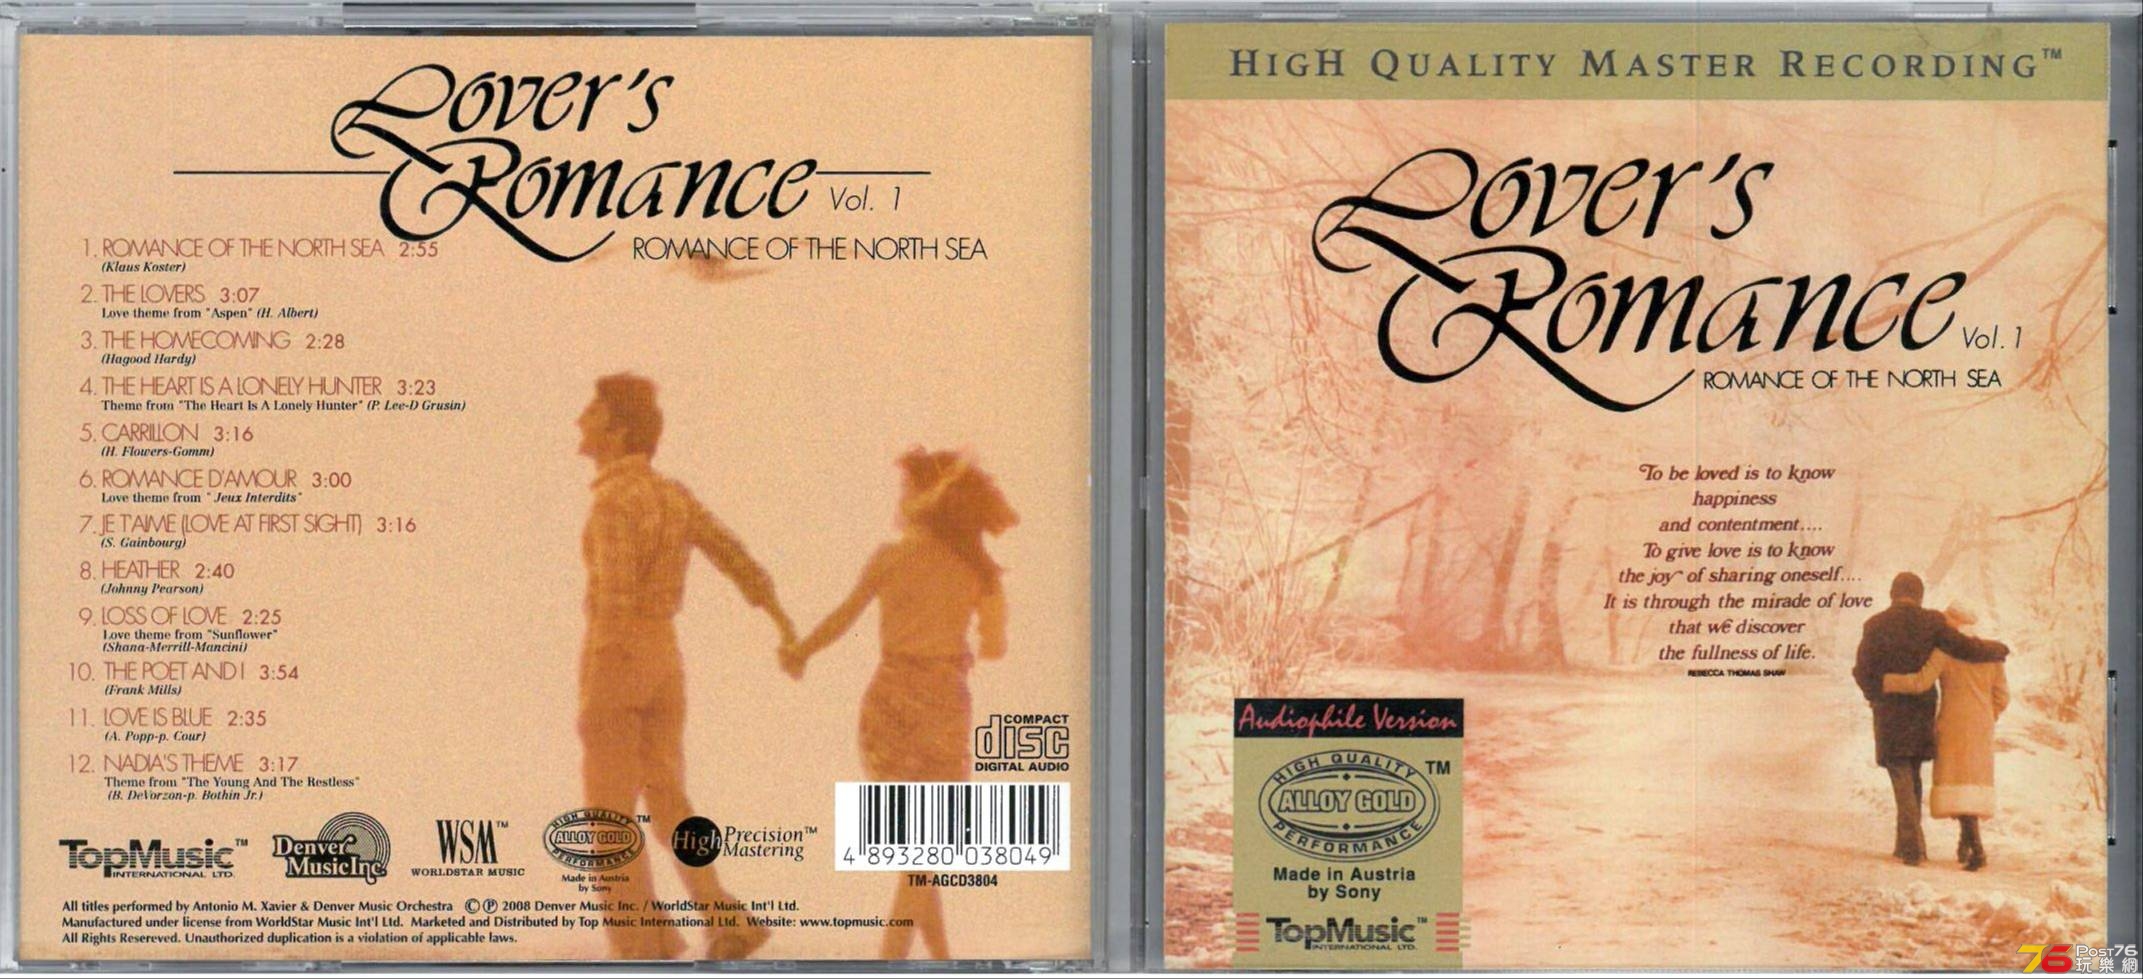 Lover's
Romance Vol. 1
ROMANCE OF THE NORTH SEA
1. ROMANCE OF THE NORTH SEA 2:55
(Klaus Koster)
2. THE LOVERS 3:07
Love theme from "Aspen" (H. Albert)
3. THE HOMECOMING 2:28
(Hagood Hardy)
4. THE HEART IS A LONELY HUNTER 3:23
Theme from "The Heart Is A Lonely Hunter" (P. Lee-D Grusin)
5. CARRILLON 3:16
(H. Flowers-Gomm)
6. ROMANCE D'AMOUR 3:00
Love theme from " Jeux Interdits"
7. JE T'AIME (LOVE AT FIRST SIGHT) 3:16
(S. Gainbourg)
8. HEATHER 2:40
(Johnny Pearson)
9. LOSS OF LOVE 2:25
Love theme from "Sunflower"
(Shana-Merrill-Mancini)
10. THE POET AND I 3:54
(Frank Mills)
11. LOVE IS BLUE 2:35
(A. Popp-p. Cour)
12. NADIA'S THEME 3:17
Theme from "The Young And The Restless"
(B. DeVorzon-p. Bothin Jr.)
COMPACT
disc
DIGITAL AUDIO
TopMusic™
INTERNATIONAL LTD.
Denver
Music Inc.
WSM™
WORLDSTAR MUSIC
HIGH QUALITY
ALLOY GOLD™
PERFORMANCE
Made in Austria
by Sony
High Precision™
Mastering
4 893280 038049
TM-AGCD3804
All titles performed by Antonio M. Xavier & Denver Music Orchestra ©℗ 2008 Denver Music Inc. / WorldStar Music Int'l Ltd.
Manufactured under license from WorldStar Music Int'l Ltd. Marketed and Distributed by Top Music International Ltd. Website: www.topmusic.com
All Rights Resereved. Unauthorized duplication is a violation of applicable laws.
HIGH QUALITY MASTER RECORDING™
Lover's
Romance Vol. 1
ROMANCE OF THE NORTH SEA
To be loved is to know
happiness
and contentment....
To give love is to know
the joy of sharing oneself....
It is through the mirade of love
that we discover
the fullness of life.
REBECCA THOMAS SHAW
Audiophile Version
HIGH QUALITY™
ALLOY GOLD
PERFORMANCE
Made in Austria
by Sony
TopMusic™
INTERNATIONAL LTD.
76 POST76
玩樂網